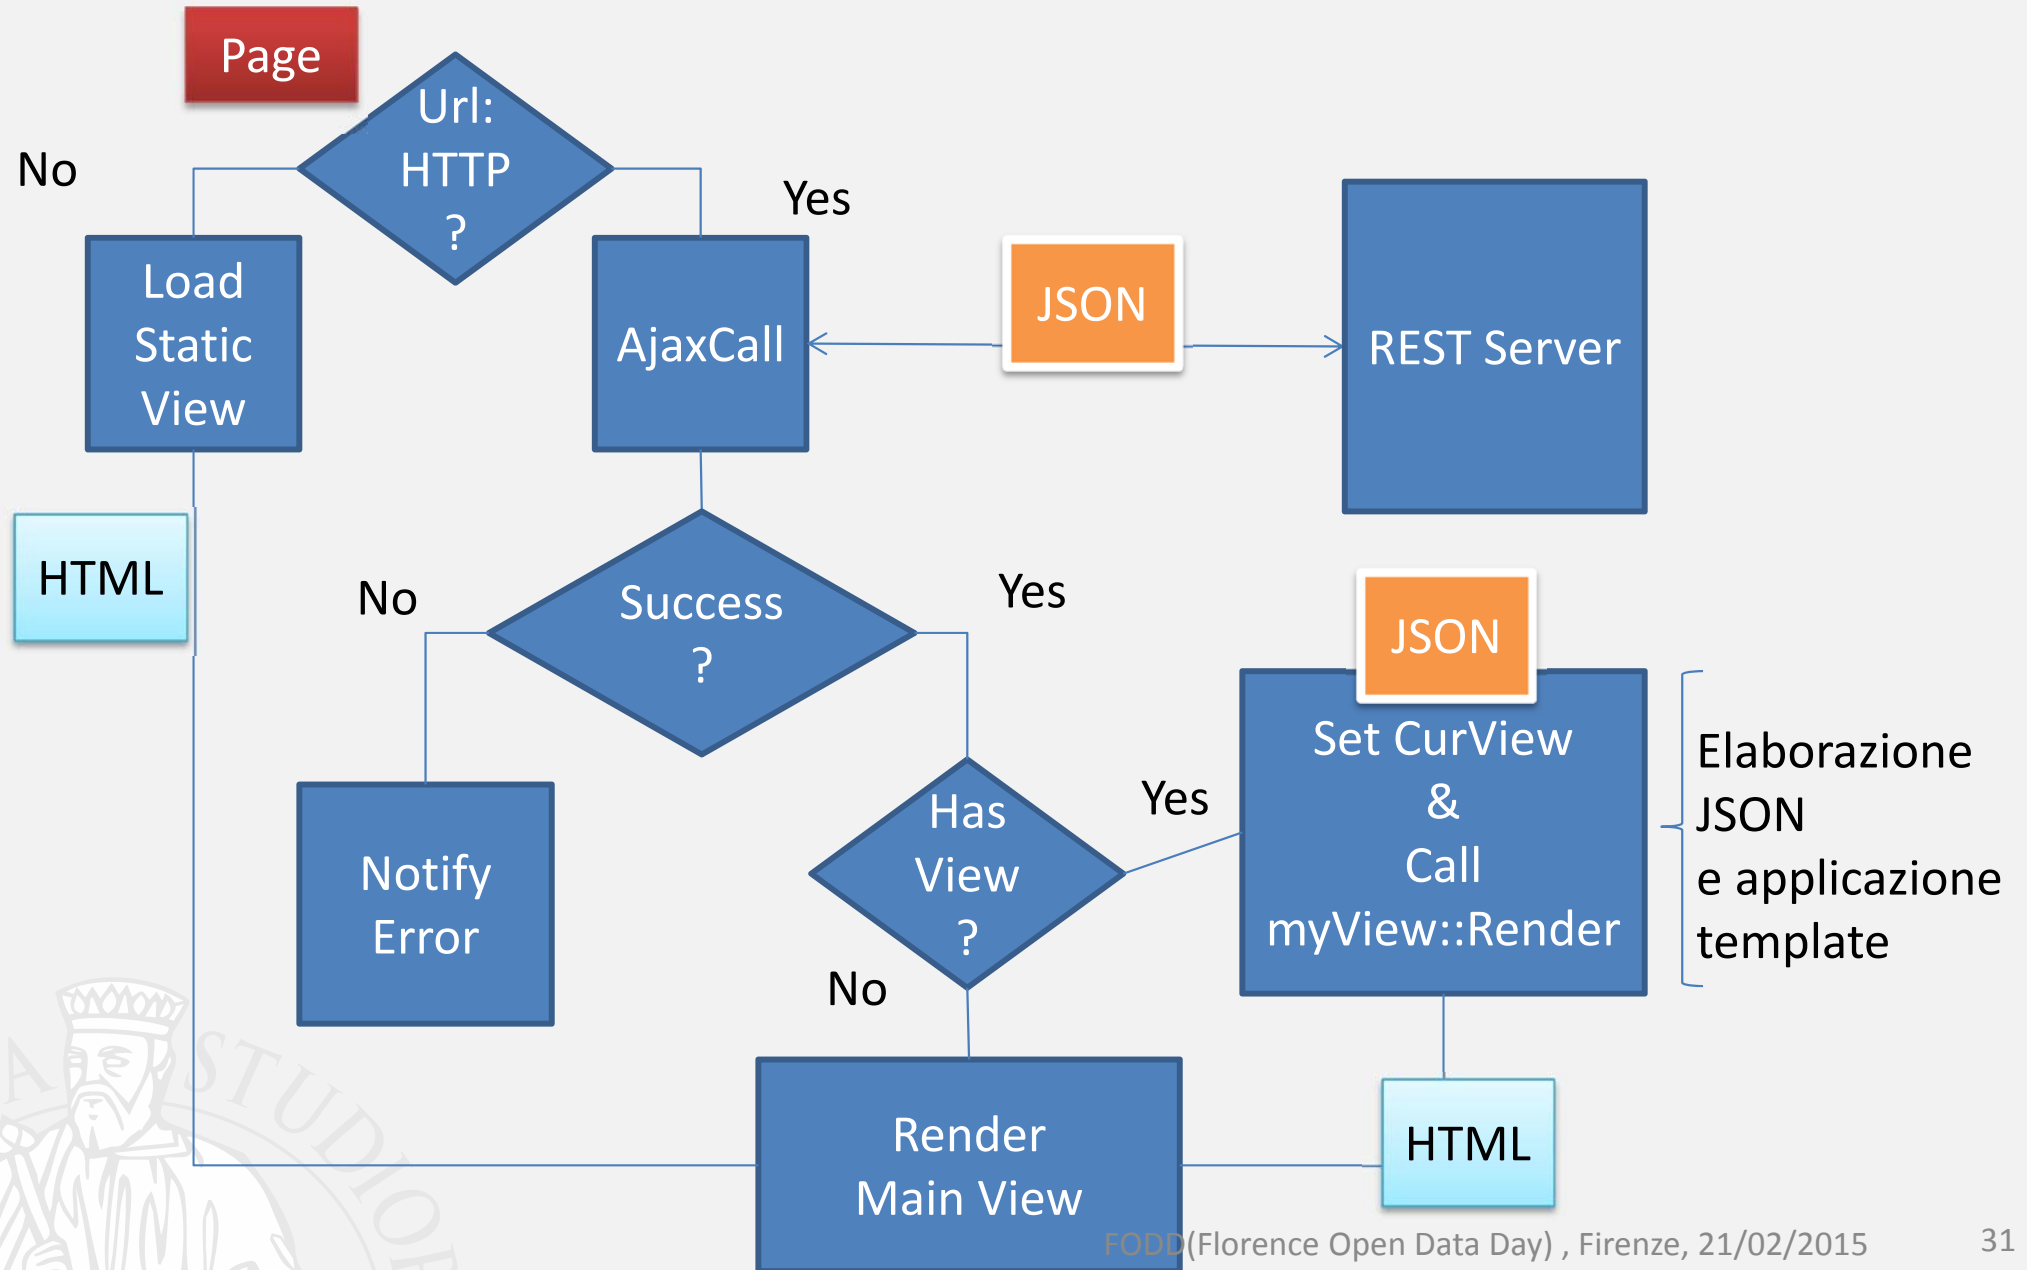 Page
Url:
HTTP
?
No
Yes
Load
Static
View
AjaxCall
JSON
REST Server
HTML
No
Success
?
Yes
JSON
Set CurView
&
Call
myView::Render
Elaborazione
JSON
e applicazione
template
Notify
Error
Has
View
?
Yes
No
Render
Main View
HTML
A STUDIOR
FODD(Florence Open Data Day) , Firenze, 21/02/2015
31